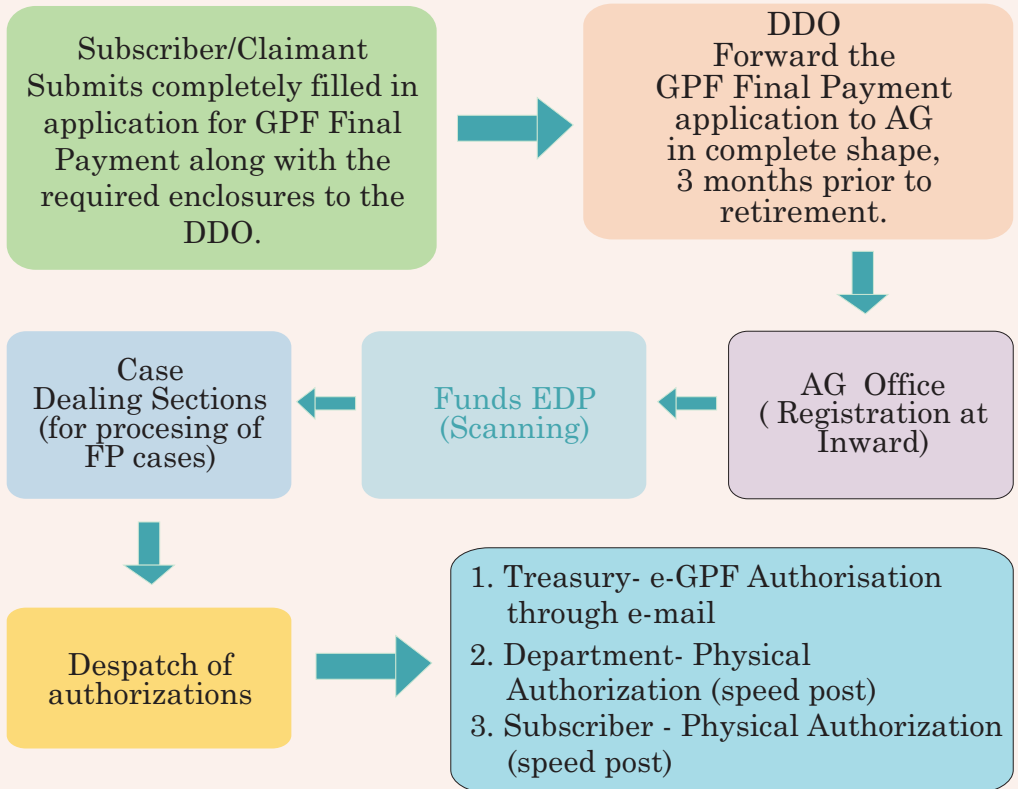 Subscriber/Claimant
Submits completely filled in
application for GPF Final
Payment along with the
required enclosures to the
DDO.
DDO
Forward the
GPF Final Payment
application to AG
in complete shape,
3 months prior to
retirement.
AG Office
( Registration at
Inward)
Funds EDP
(Scanning)
Case
Dealing Sections
(for procesing of
FP cases)
Despatch of
authorizations
1. Treasury- e-GPF Authorisation
through e-mail
2. Department- Physical
Authorization (speed post)
3. Subscriber - Physical Authorization
(speed post)